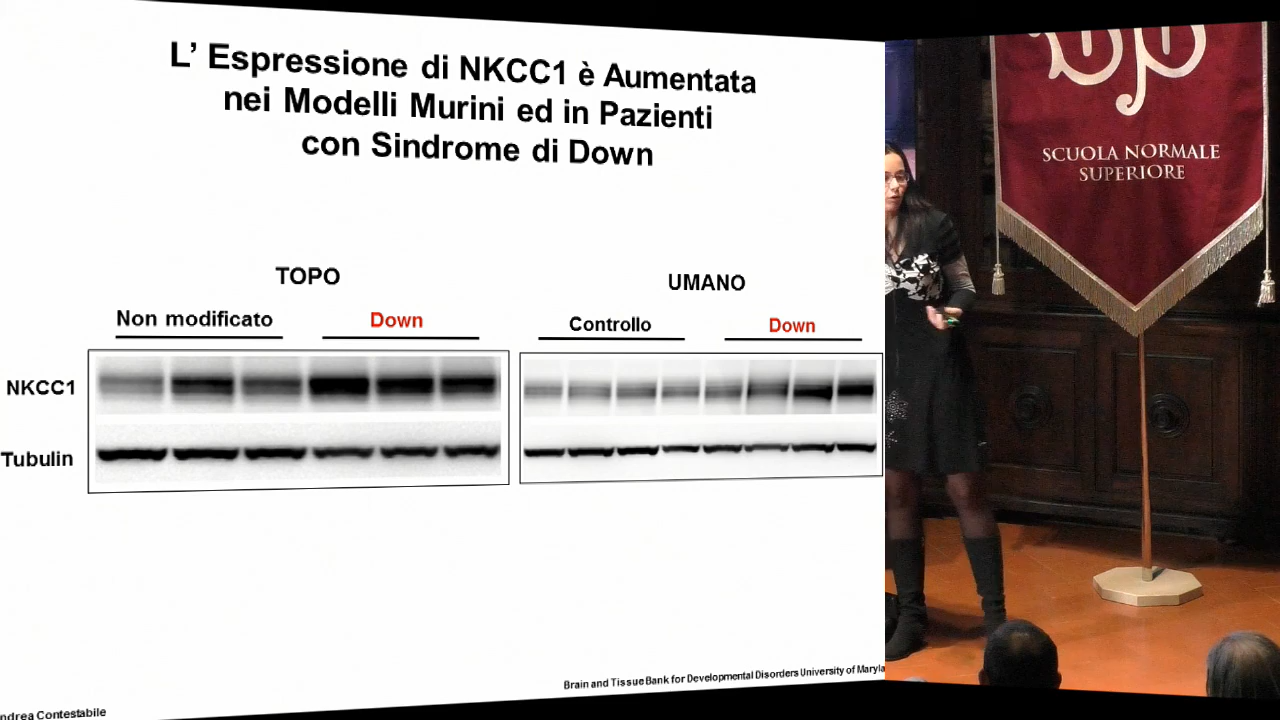 L’ Espressione di NKCC1 è Aumentata
nei Modelli Murini ed in Pazienti
con Sindrome di Down
TOPO
UMANO
Non modificato
Down
Controllo
Down
NKCC1
Tubulin
Brain and Tissue Bank for Developmental Disorders University of Maryla
ndrea Contestabile
SCUOLA NORMALE
SUPERIORE